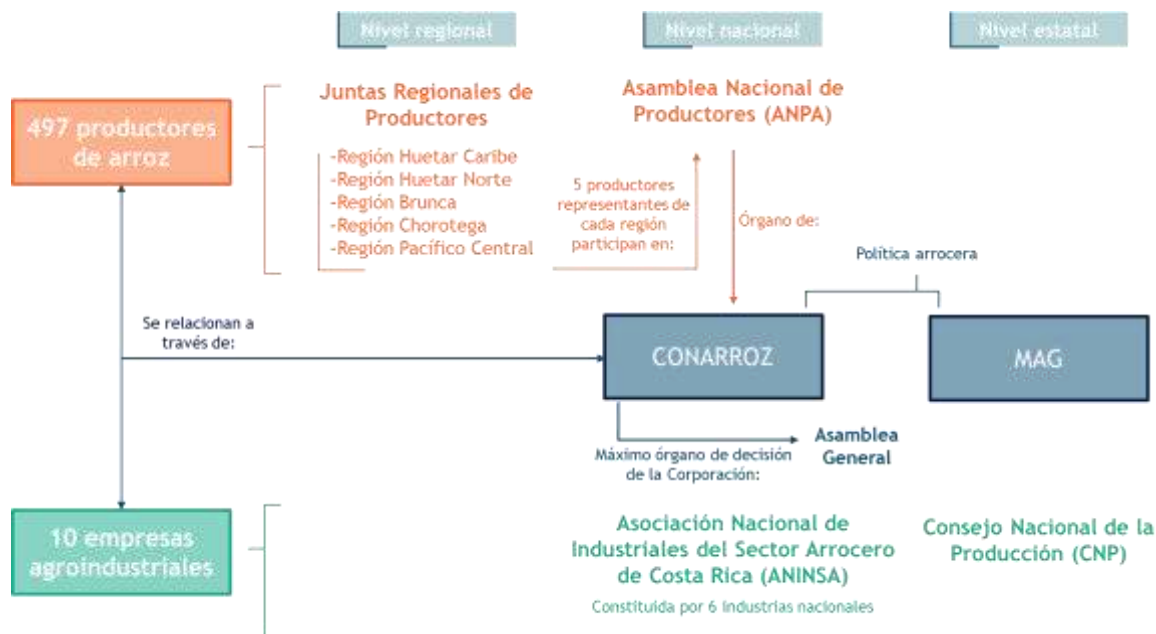 Nivel regional
Nivel nacional
Nivel estatal
497 productores
de arroz
Juntas Regionales de
Productores
-Región Huetar Caribe
-Región Huetar Norte
-Región Brunca
-Región Chorotega
-Región Pacífico Central
5 productores
representantes de
cada región
participan en:
Asamblea Nacional de
Productores (ANPA)
Órgano de:
Política arrocera
Se relacionan a
través de:
CONARROZ
MAG
Máximo órgano de decisión
de la Corporación:
Asamblea
General
10 empresas
agroindustriales
Asociación Nacional de
Industriales del Sector Arrocero
de Costa Rica (ANINSA)
Constituida por 6 industrias nacionales
Consejo Nacional de la
Producción (CNP)